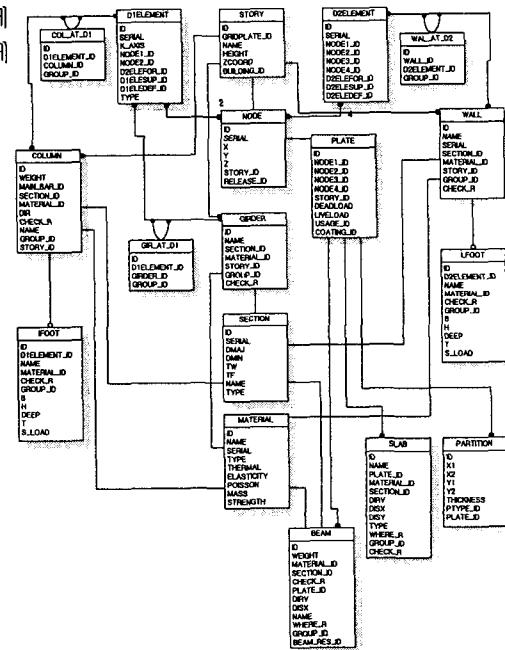 D1ELEMENT
ID
SERIAL
K_AXIS
NODE1_ID
NODE2_ID
D2ELEFOR_ID
D1ELESUP_ID
D1ELEDEF_ID
TYPE
COL_AT_D1
ID
D1ELEMENT_ID
COLUMN_ID
GROUP_ID
STORY
ID
GRIDPLATE_ID
NAME
HEIGHT
ZCOORD
BUILDING_ID
D2ELEMENT
ID
SERIAL
NODE1_ID
NODE2_ID
NODE3_ID
NODE4_ID
D2ELEFOR_ID
D2ELESUP_ID
D2ELEDEF_ID
WAL_AT_D2
ID
WALL_ID
D2ELEMENT_ID
GROUP_ID
2
4
NODE
ID
SERIAL
X
Y
Z
STORY_ID
RELEASE_ID
WALL
ID
NAME
SERIAL
SECTION_ID
MATERIAL_ID
STORY_ID
GROUP_ID
CHECK_R
PLATE
ID
NODE1_ID
NODE2_ID
NODE3_ID
NODE4_ID
STORY_ID
DEADLOAD
LIVELOAD
USAGE_ID
COATING_ID
COLUMN
ID
WEIGHT
MAIN_BAR_ID
SECTION_ID
MATERIAL_ID
DIR
CHECK_R
NAME
GROUP_ID
STORY_ID
GIR_AT_D1
ID
D1ELEMENT_ID
GIRDER_ID
GROUP_ID
GIRDER
ID
NAME
SECTION_ID
MATERIAL_ID
STORY_ID
GROUP_ID
CHECK_R
LFOOT
ID
D2ELEMENT_ID
NAME
MATERIAL_ID
CHECK_R
GROUP_ID
B
H
DEEP
T
S_LOAD
SECTION
ID
SERIAL
DMAJ
DMIN
TW
TF
NAME
TYPE
IFOOT
ID
D1ELEMENT_ID
NAME
MATERIAL_ID
CHECK_R
GROUP_ID
B
H
DEEP
T
S_LOAD
MATERIAL
ID
NAME
SERIAL
TYPE
THERMAL
ELASTICITY
POISSON
MASS
STRENGTH
SLAB
ID
NAME
PLATE_ID
MATERIAL_ID
SECTION_ID
DIRV
DISX
DISY
TYPE
WHERE_R
GROUP_ID
CHECK_R
PARTITION
ID
X1
X2
Y1
Y2
THICKNESS
PTYPE_ID
PLATE_ID
BEAM
ID
WEIGHT
MATERIAL_ID
SECTION_ID
CHECK_R
PLATE_ID
DIRV
DISX
NAME
WHERE_R
GROUP_ID
BEAM_RES_ID